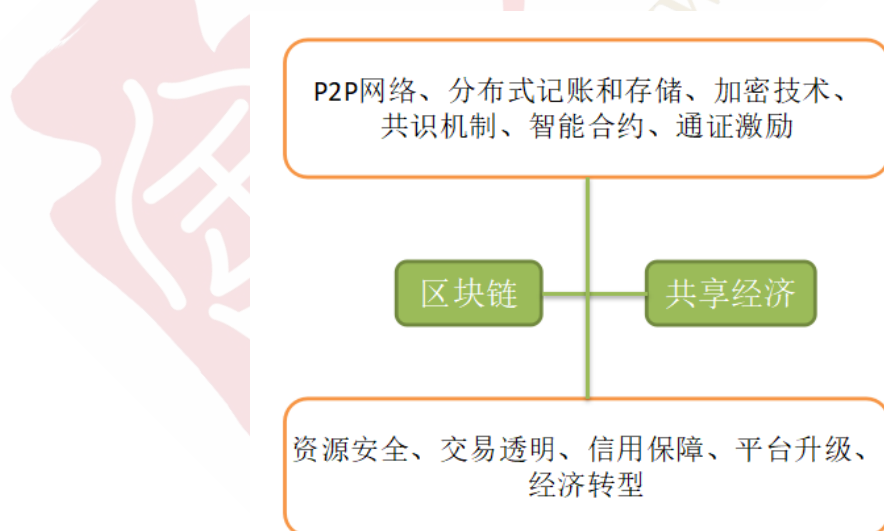 P2P网络、分布式记账和存储、加密技术、
共识机制、智能合约、通证激励
区块链
共享经济
资源安全、交易透明、信用保障、平台升级、
经济转型